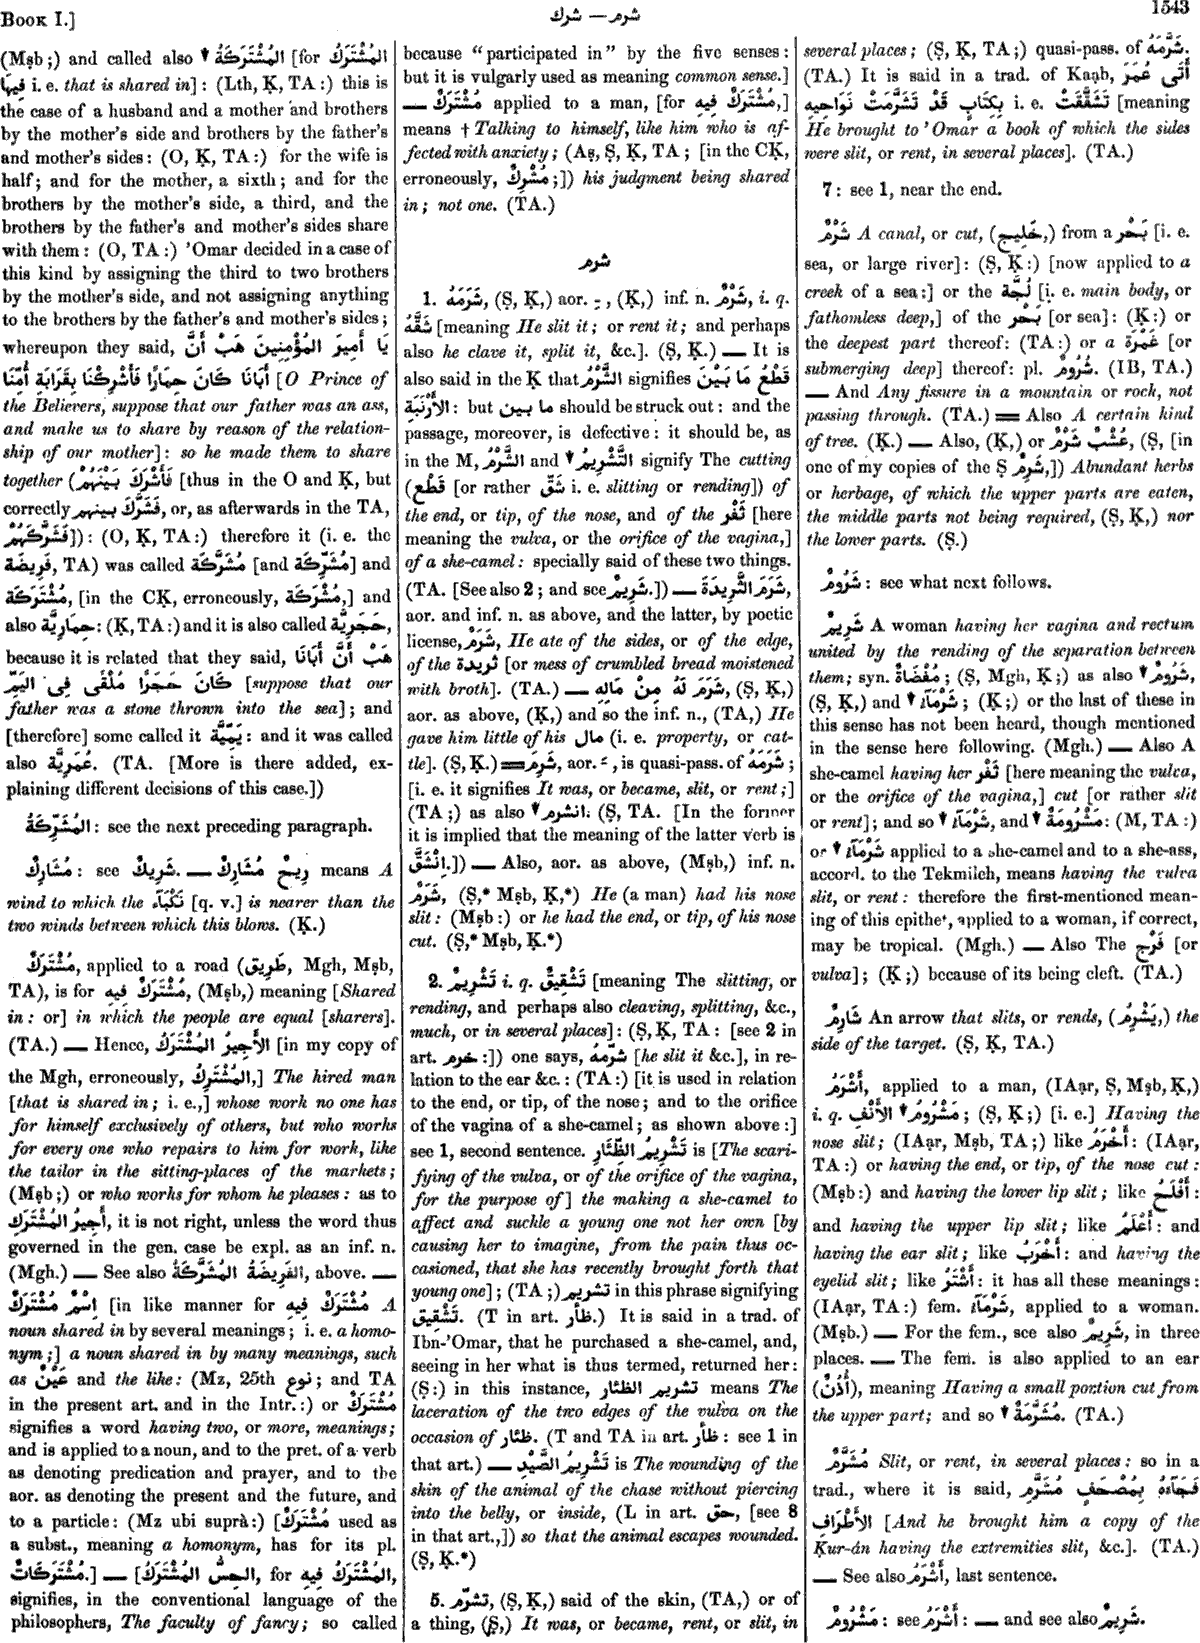 BOOK I.]
شرك — شرم
1543
(Mṣb;) and called also ↓ المُشْتَرَكَةُ [for المُشْتَرَكُ
فِيهَا i. e. that is shared in]: (Lth, Ḳ, TA:) this is
the case of a husband and a mother and brothers
by the mother's side and brothers by the father's
and mother's sides: (O, Ḳ, TA:) for the wife is
half; and for the mother, a sixth; and for the
brothers by the mother's side, a third, and the
brothers by the father's and mother's sides share
with them: (O, TA:) 'Omar decided in a case of
this kind by assigning the third to two brothers
by the mother's side, and not assigning anything
to the brothers by the father's and mother's sides;
whereupon they said, يَا أَمِيرَ المُؤْمِنِينَ هَبْ أَنَّ
أَبَانَا كَانَ حِمَارًا فَأَشْرِكْنَا بِقَرَابَةِ أُمِّنَا [O Prince of
the Believers, suppose that our father was an ass,
and make us to share by reason of the relation-
ship of our mother]: so he made them to share
together (فَأَشْرَكَ بَيْنَهُمْ [thus in the O and Ḳ, but
correctly فَشَرَّكَ بينهم, or, as afterwards in the TA,
فَشَرَّكَهُمْ]): (O, Ḳ, TA:) therefore it (i. e. the
فَرِيضَة, TA) was called مُشَرَّكَة [and مُشَرِّكَة] and
مُشْتَرَكَة, [in the CḲ, erroneously, مُشْرَكَة,] and
also حِمَارِيَّة: (Ḳ, TA:) and it is also called حَجَرِيَّة,
because it is related that they said, هَبْ أَنَّ أَبَانَا
كَانَ حَجَرًا مُلْقًى فِى اليَمِّ [suppose that our
father was a stone thrown into the sea]; and
[therefore] some called it يَمِّيَّة: and it was called
also عُمَرِيَّة. (TA. [More is there added, ex-
plaining different decisions of this case.])
المُشَرِّكَةُ: see the next preceding paragraph.
مُشَارِكٌ: see شَرِيكٌ. — رِيحٌ مُشَارِكٌ means A
wind to which the نَكْبَآء [q. v.] is nearer than the
two winds between which this blows. (Ḳ.)
مُشْتَرَكٌ, applied to a road (طَرِيق, Mgh, Mṣb,
TA), is for مُشْتَرَكٌ فِيهِ, (Mṣb,) meaning [Shared
in: or] in which the people are equal [sharers].
(TA.) — Hence, الأَجِيرُ المُشْتَرَكُ [in my copy of
the Mgh, erroneously, المُشْتَرِكُ,] The hired man
[that is shared in; i. e.,] whose work no one has
for himself exclusively of others, but who works
for every one who repairs to him for work, like
the tailor in the sitting-places of the markets;
(Mṣb;) or who works for whom he pleases: as to
أَجِيرُ المُشْتَرَكِ, it is not right, unless the word thus
governed in the gen. case be expl. as an inf. n.
(Mgh.) — See also الفَرِيضَةُ المُشَرَّكَةُ, above. —
اِسْمٌ مُشْتَرَكٌ [in like manner for مُشْتَرَكٌ فِيهِ A
noun shared in by several meanings; i. e. a homo-
nym;] a noun shared in by many meanings, such
as عَيْنٌ and the like: (Mz, 25th نوع; and TA
in the present art. and in the Intr.:) or مُشْتَرَكٌ
signifies a word having two, or more, meanings;
and is applied to a noun, and to the pret. of a verb
as denoting predication and prayer, and to the
aor. as denoting the present and the future, and
to a particle: (Mz ubi suprà:) [مُشْتَرَكٌ used as
a subst., meaning a homonym, has for its pl.
مُشْتَرَكَاتٌ.] — [الحِسُّ المُشْتَرَكُ, for المُشْتَرَكُ فِيهِ,
signifies, in the conventional language of the
philosophers, The faculty of fancy; so called
because "participated in" by the five senses:
but it is vulgarly used as meaning common sense.]
— مُشْتَرَكٌ applied to a man, [for مُشْتَرَكٌ فِيهِ,]
means † Talking to himself, like him who is af-
fected with anxiety; (Aṣ, Ṣ, Ḳ, TA; [in the CḲ,
erroneously, مُشْرِكٌ;]) his judgment being shared
in; not one. (TA.)
شرم
1. شَرَمَهُ, (Ṣ, Ḳ,) aor. ـِ, (Ḳ,) inf. n. شَرْمٌ, i. q.
شَقَّهُ [meaning He slit it; or rent it; and perhaps
also he clave it, split it, &c.]. (Ṣ, Ḳ.) — It is
also said in the Ḳ that الشَّرْمُ signifies قَطْعُ مَا بَيْنَ
الأَرْنَبَةِ: but ما بين should be struck out: and the
passage, moreover, is defective: it should be, as
in the M, الشَّرْمُ and ↓ التَّشْرِيمُ signify The cutting
(قَطْع [or rather شَقّ i. e. slitting or rending]) of
the end, or tip, of the nose, and of the ثَفْر [here
meaning the vulva, or the orifice of the vagina,]
of a she-camel: specially said of these two things.
(TA. [See also 2; and see شَرِيمٌ.]) — شَرَمَ الثَّرِيدَةَ,
aor. and inf. n. as above, and the latter, by poetic
license, شَرَمٌ, He ate of the sides, or of the edge,
of the ثريدة [or mess of crumbled bread moistened
with broth]. (TA.) — شَرَمَ لَهُ مِنْ مَالِهِ, (Ṣ, Ḳ,)
aor. as above, (Ḳ,) and so the inf. n., (TA,) He
gave him little of his مال (i. e. property, or cat-
tle]. (Ṣ, Ḳ.) = شَرِمَ, aor. ـَ, is quasi-pass. of شَرَمَهُ;
[i. e. it signifies It was, or became, slit, or rent;]
(TA;) as also ↓ انشرم: (Ṣ, TA. [In the former
it is implied that the meaning of the latter verb is
اِنْشَقَّ.]) — Also, aor. as above, (Mṣb,) inf. n.
شَرَمٌ, (Ṣ,* Mṣb, Ḳ,*) He (a man) had his nose
slit: (Mṣb:) or he had the end, or tip, of his nose
cut. (Ṣ,* Mṣb, Ḳ.*)
2. تَشْرِيمٌ i. q. تَشْقِيقٌ [meaning The slitting, or
rending, and perhaps also cleaving, splitting, &c.,
much, or in several places]: (Ṣ, Ḳ, TA: [see 2 in
art. خرم:]) one says, شرّمهُ [he slit it &c.], in re-
lation to the ear &c.: (TA:) [it is used in relation
to the end, or tip, of the nose; and to the orifice
of the vagina of a she-camel; as shown above:]
see 1, second sentence. تَشْرِيمُ الظِّئَارِ is [The scari-
fying of the vulva, or of the orifice of the vagina,
for the purpose of] the making a she-camel to
affect and suckle a young one not her own [by
causing her to imagine, from the pain thus oc-
casioned, that she has recently brought forth that
young one]; (TA;) تشريم in this phrase signifying
تَشْقِيق. (T in art. ظأر.) It is said in a trad. of
Ibn-'Omar, that he purchased a she-camel, and,
seeing in her what is thus termed, returned her:
(Ṣ:) in this instance, تشريم الظئار means The
laceration of the two edges of the vulva on the
occasion of ظئار. (T and TA in art. ظأر: see 1 in
that art.) — تَشْرِيمُ الصَّيْدِ is The wounding of the
skin of the animal of the chase without piercing
into the belly, or inside, (L in art. حق, [see 8
in that art.,]) so that the animal escapes wounded.
(Ṣ, Ḳ.*)
5. تشرّم, (Ṣ, Ḳ,) said of the skin, (TA,) or of
a thing, (Ṣ,) It was, or became, rent, or slit, in
several places; (Ṣ, Ḳ, TA;) quasi-pass. of شَرَّمَهُ.
(TA.) It is said in a trad. of Kaạb, أَتَى عُمَرَ
بِكِتَابٍ قَدْ تَشَرَّمَتْ نَوَاحِيهِ i. e. تَشَقَّقَتْ [meaning
He brought to 'Omar a book of which the sides
were slit, or rent, in several places]. (TA.)
7: see 1, near the end.
شَرْمٌ A canal, or cut, (خَلِيج,) from a بَحْر [i. e.
sea, or large river]: (Ṣ, Ḳ:) [now applied to a
creek of a sea:] or the لُجَّة [i. e. main body, or
fathomless deep,] of the بَحْر [or sea]: (Ḳ:) or
the deepest part thereof: (TA:) or a غَمْرَة [or
submerging deep] thereof: pl. شُرُومٌ. (IB, TA.)
— And Any fissure in a mountain or rock, not
passing through. (TA.) = Also A certain kind
of tree. (Ḳ.) — Also, (Ḳ,) or عُشْبٌ شَرْمٌ, (Ṣ, [in
one of my copies of the Ṣ شَرِمٌ,]) Abundant herbs
or herbage, of which the upper parts are eaten,
the middle parts not being required, (Ṣ, Ḳ,) nor
the lower parts. (Ṣ.)
شَرُومٌ: see what next follows.
شَرِيمٌ A woman having her vagina and rectum
united by the rending of the separation between
them; syn. مُفْضَاةٌ; (Ṣ, Mgh, Ḳ;) as also ↓ شَرُومٌ,
(Ṣ, Ḳ,) and ↓ شَرْمَآءُ; (Ḳ;) or the last of these in
this sense has not been heard, though mentioned
in the sense here following. (Mgh.) — Also A
she-camel having her ثَفْر [here meaning the vulva,
or the orifice of the vagina,] cut [or rather slit
or rent]; and so ↓ شَرْمَآءُ, and ↓ مَشْرُومَةٌ: (M, TA:)
or ↓ شَرْمَآءُ applied to a she-camel and to a she-ass,
accord. to the Tekmileh, means having the vulva
slit, or rent: therefore the first-mentioned mean-
ing of this epithet, applied to a woman, if correct,
may be tropical. (Mgh.) — Also The فَرْج [or
vulva]; (Ḳ;) because of its being cleft. (TA.)
شَارِمٌ An arrow that slits, or rends, (يَشْرِمُ,) the
side of the target. (Ṣ, Ḳ, TA.)
أَشْرَمُ, applied to a man, (IAạr, Ṣ, Mṣb, Ḳ,)
i. q. ↓ مَشْرُومُ الأَنْفِ; (Ṣ, Ḳ;) [i. e.] Having the
nose slit; (IAạr, Mṣb, TA;) like أَخْرَمُ: (IAạr,
TA:) or having the end, or tip, of the nose cut:
(Mṣb:) and having the lower lip slit; like أَفْلَحُ:
and having the upper lip slit; like أَعْلَمُ: and
having the ear slit; like أَخْرَبُ: and having the
eyelid slit; like أَشْتَرُ: it has all these meanings:
(IAạr, TA:) fem. شَرْمَآءُ, applied to a woman.
(Mṣb.) — For the fem., see also شَرِيمٌ, in three
places. — The fem. is also applied to an ear
(أُذُنٌ), meaning Having a small portion cut from
the upper part; and so ↓ مُشَرَّمَةٌ. (TA.)
مُشَرَّمٌ Slit, or rent, in several places: so in a
trad., where it is said, فَجَآءَهُ بِمُصْحَفٍ مُشَرَّمِ
الأَطْرَافِ [And he brought him a copy of the
Ḳur-án having the extremities slit, &c.]. (TA.)
— See also أَشْرَمُ, last sentence.
مَشْرُومٌ: see أَشْرَمُ: — and see also شَرِيمٌ.